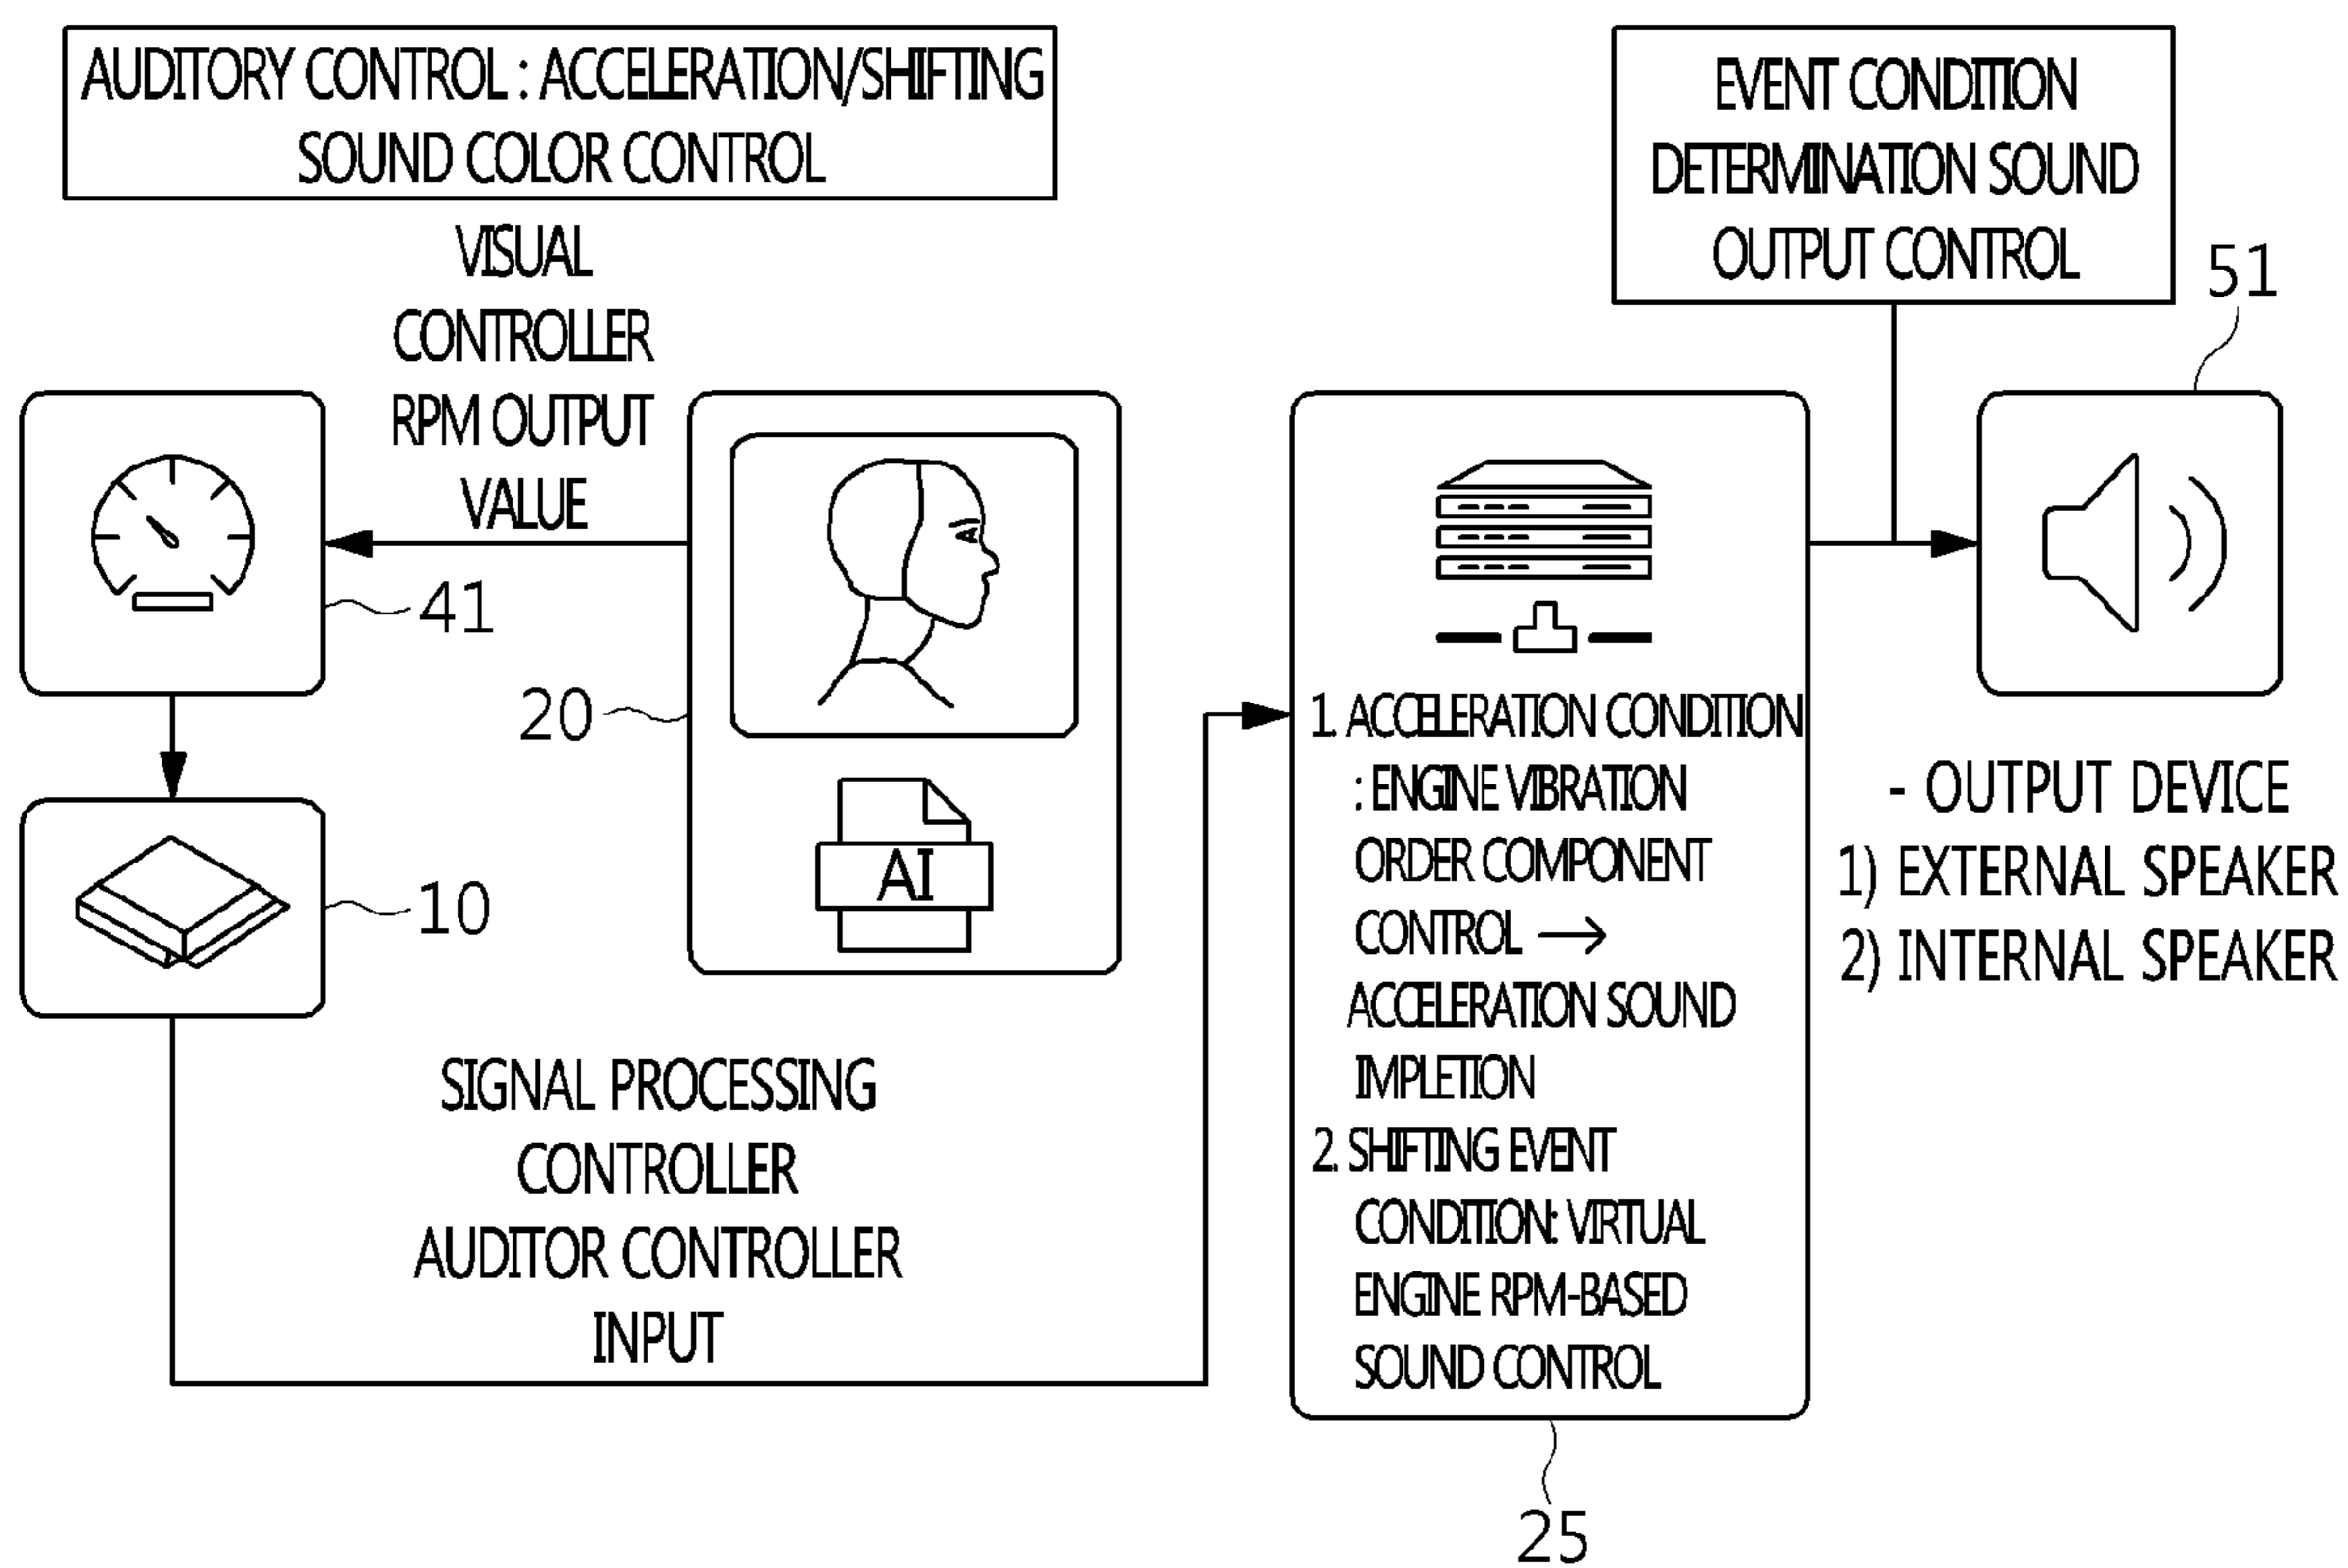 AUDITORY CONTROL : ACCELERATION/SHIFTING
SOUND COLOR CONTROL
VISUAL
CONTROLLER
RPM OUTPUT
VALUE
41
20
AI
10
SIGNAL PROCESSING
CONTROLLER
AUDITOR CONTROLLER
INPUT
1. ACCELERATION CONDITION
: ENGINE VIBRATION
ORDER COMPONENT
CONTROL →
ACCELERATION SOUND
IMPLETION
2. SHIFTING EVENT
CONDITION: VIRTUAL
ENGINE RPM-BASED
SOUND CONTROL
25
EVENT CONDITION
DETERMINATION SOUND
OUTPUT CONTROL
51
- OUTPUT DEVICE
1) EXTERNAL SPEAKER
2) INTERNAL SPEAKER